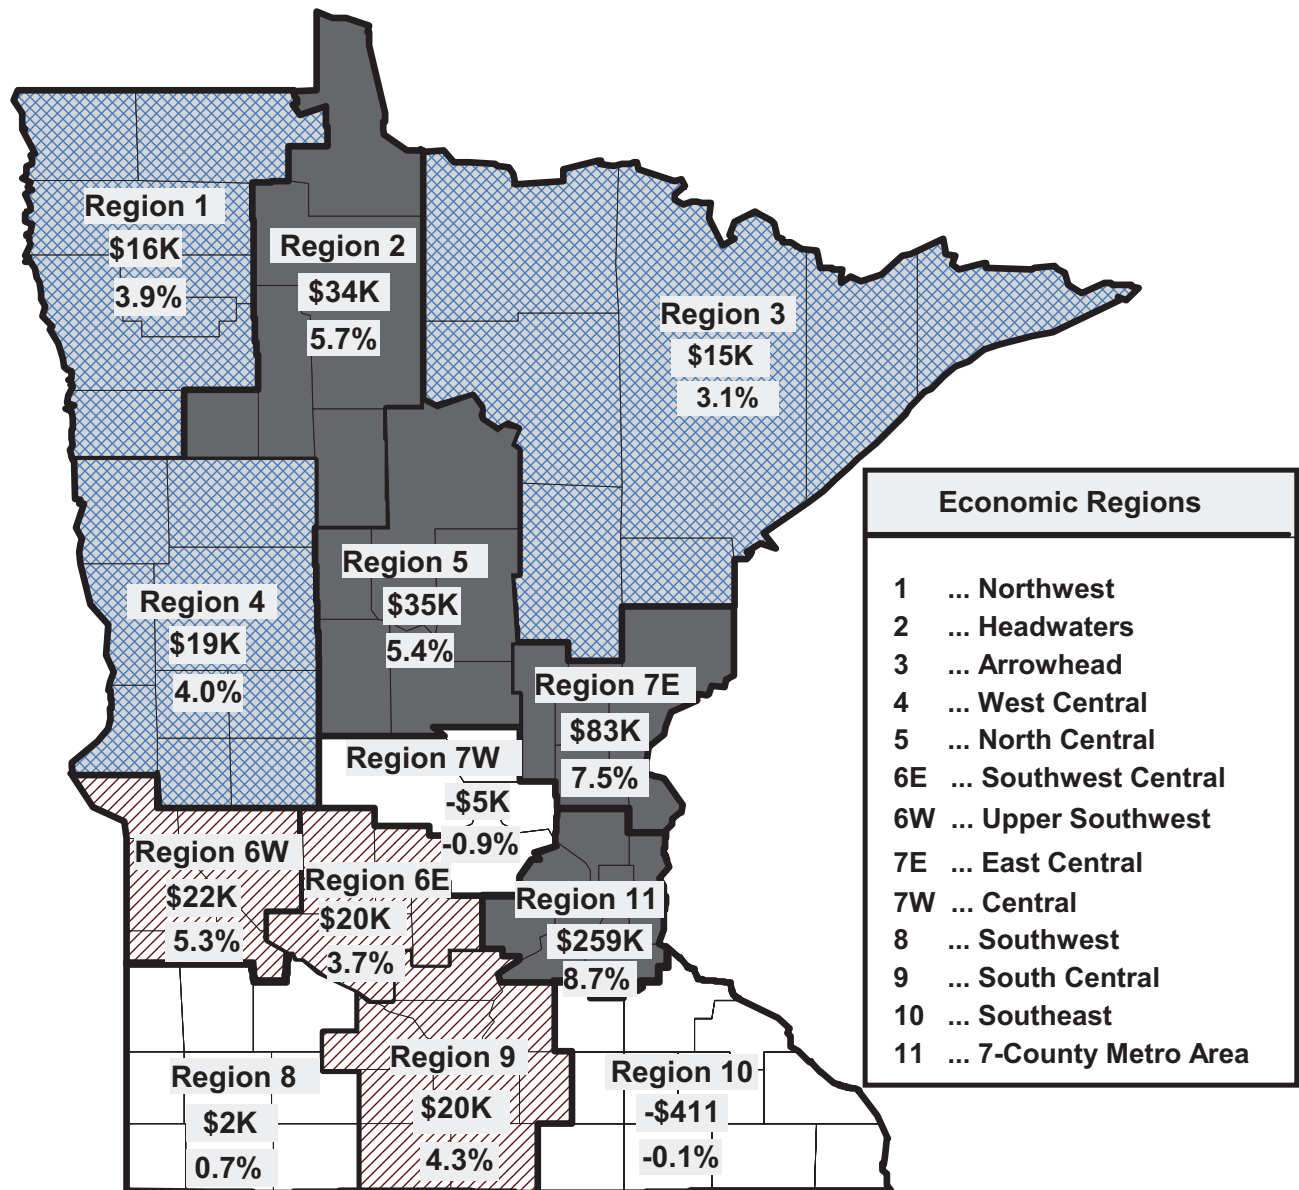 Region 1
$16K
3.9%
Region 2
$34K
5.7%
Region 3
$15K
3.1%
Region 4
$19K
4.0%
Region 5
$35K
5.4%
Region 7E
$83K
7.5%
Region 7W
-$5K
-0.9%
Region 6W
$22K
5.3%
Region 6E
$20K
3.7%
Region 11
$259K
8.7%
Region 8
$2K
0.7%
Region 9
$20K
4.3%
Region 10
-$411
-0.1%
Economic Regions
1 ... Northwest
2 ... Headwaters
3 ... Arrowhead
4 ... West Central
5 ... North Central
6E ... Southwest Central
6W ... Upper Southwest
7E ... East Central
7W ... Central
8 ... Southwest
9 ... South Central
10 ... Southeast
11 ... 7-County Metro Area